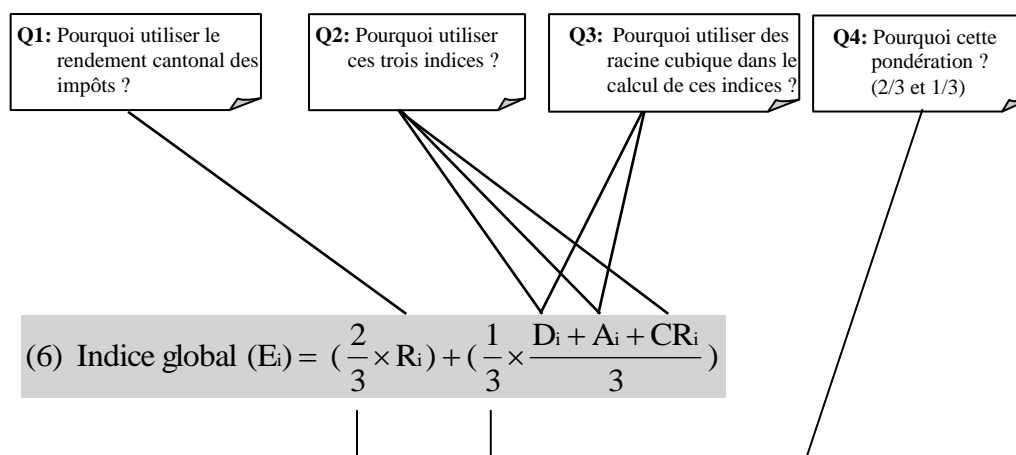 Q1: Pourquoi utiliser le
rendement cantonal des
impôts ?
Q2: Pourquoi utiliser
ces trois indices ?
Q3: Pourquoi utiliser des
racine cubique dans le
calcul de ces indices ?
Q4: Pourquoi cette
pondération ?
(2/3 et 1/3)
(6) Indice global (Ei) = (2/3 × Ri) + (1/3 × (Di + Ai + CRi)/3)